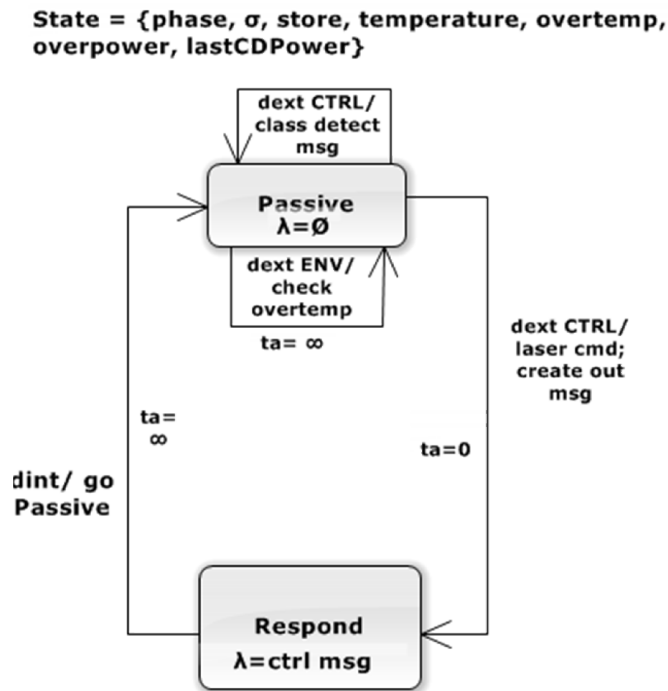 State = {phase, σ, store, temperature, overtemp,
overpower, lastCDPower}
dext CTRL/
class detect
msg
Passive
λ=Ø
dext ENV/
check
overtemp
ta= ∞
dext CTRL/
laser cmd;
create out
msg
ta=
∞
ta=0
dint/ go
Passive
Respond
λ=ctrl msg